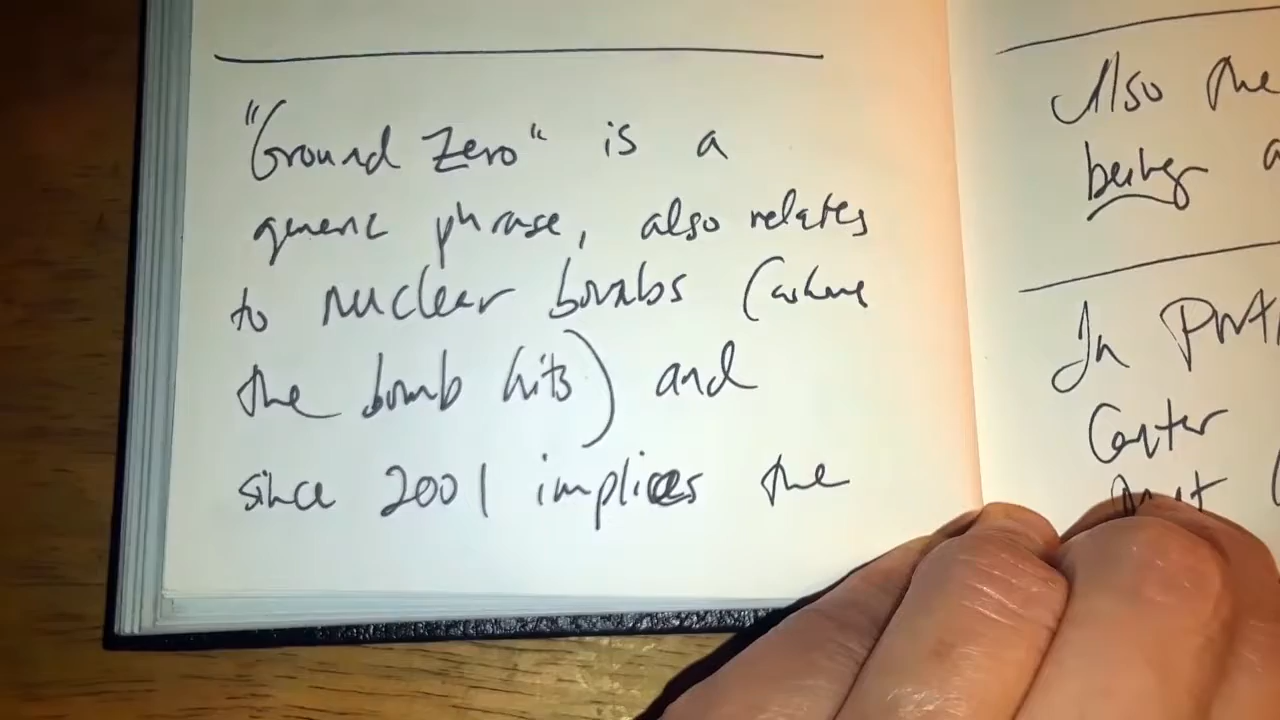 "Ground Zero" is a
generic phrase, also relates
to nuclear bombs (where
the bomb hits) and
since 2001 implies the
Also the
being a
In
Center